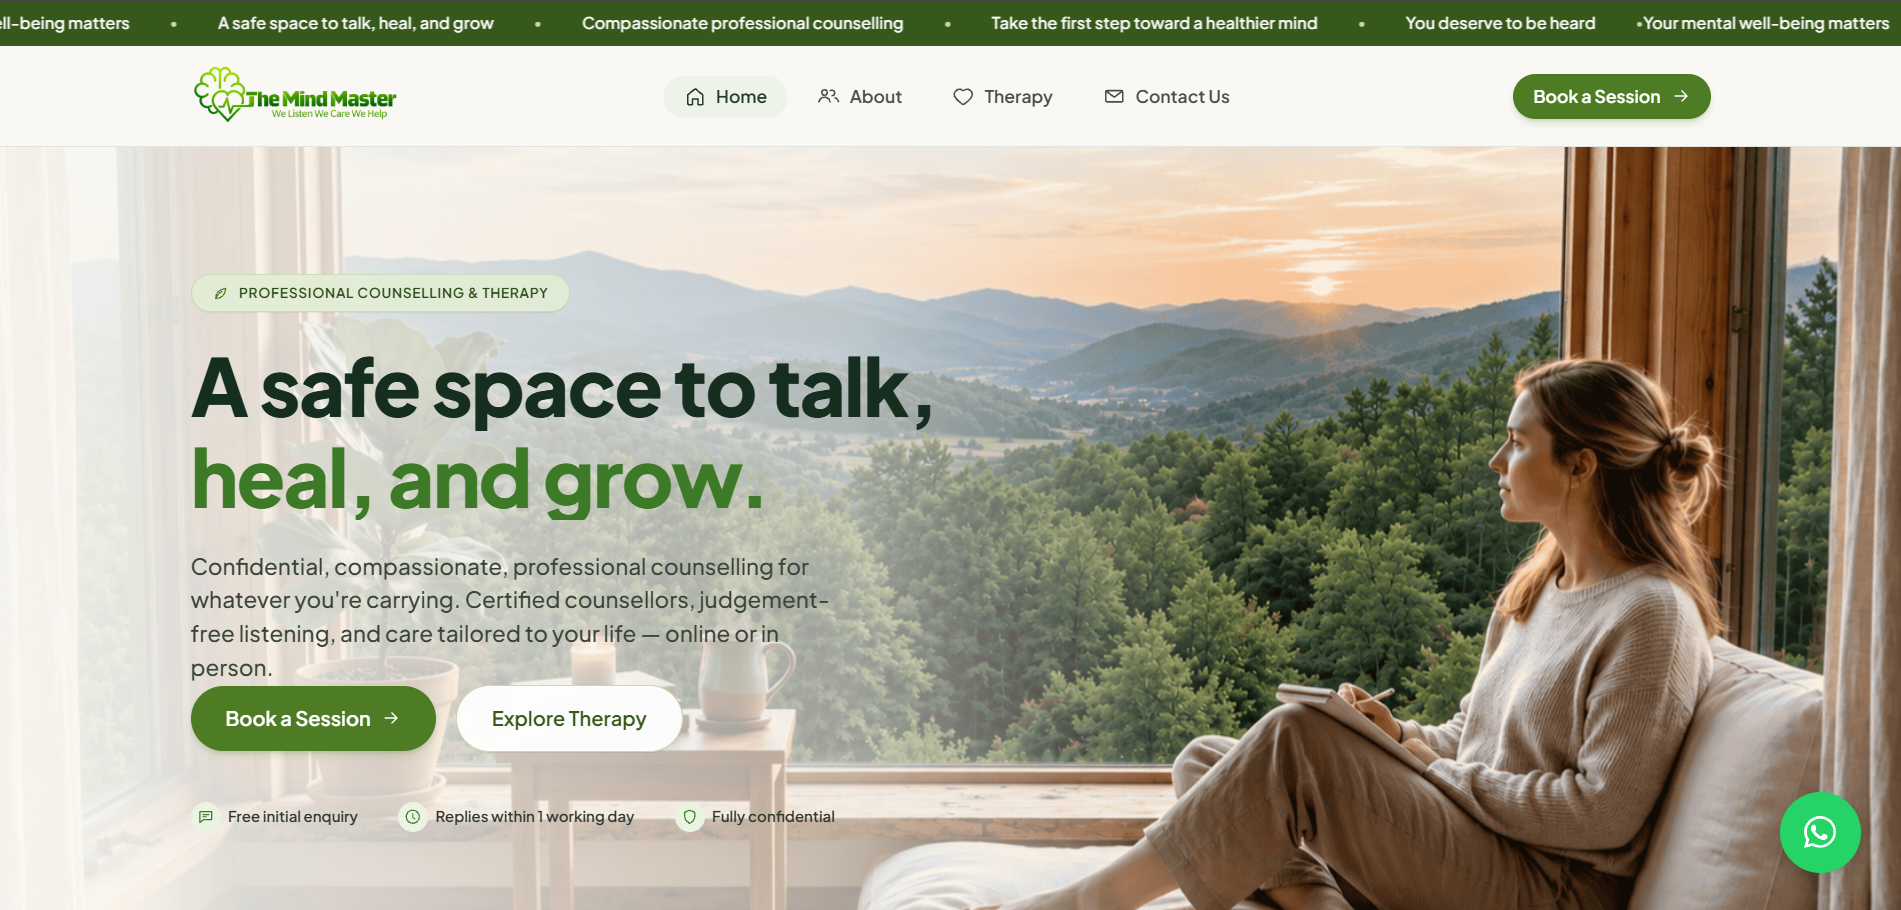 ll-being matters • A safe space to talk, heal, and grow • Compassionate professional counselling • Take the first step toward a healthier mind • You deserve to be heard •Your mental well-being matters
The Mind Master
We Listen We Care We Help
Home About Therapy Contact Us
Book a Session →
PROFESSIONAL COUNSELLING & THERAPY
A safe space to talk,
heal, and grow.
Confidential, compassionate, professional counselling for
whatever you're carrying. Certified counsellors, judgement-
free listening, and care tailored to your life — online or in
person.
Book a Session → Explore Therapy
Free initial enquiry Replies within 1 working day Fully confidential